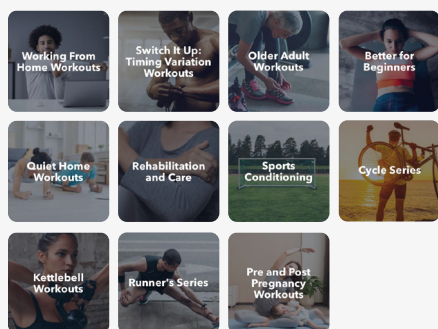 Working From
Home Workouts
Switch It Up:
Timing Variation
Workouts
Older Adult
Workouts
Better for
Beginners
Quiet Home
Workouts
Rehabilitation
and Care
Sports
Conditioning
Cycle Series
Kettlebell
Workouts
Runner's Series
Pre and Post
Pregnancy
Workouts